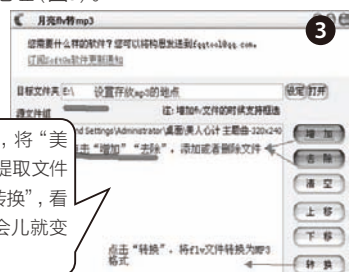 月亮flv转mp3
3
您需要什么样的软件？您可以将构思发送到fqqtool@qq.com。
订阅Softos软件更新通知
目标文件夹 E:\ 设置存放mp3的地点 设定 打开
源文件组 注：增加flv文件的时候支持框选
nd Settings\Administrator\桌面\美人心计 主题曲-320x240
，将“美
提取文件
转换”，看
会儿就变
击“增加”“去除”，添加或者删除文件
点击“转换”，将flv文件转换为MP3
格式
增 加
去 除
清 空
上 移
下 移
转 换